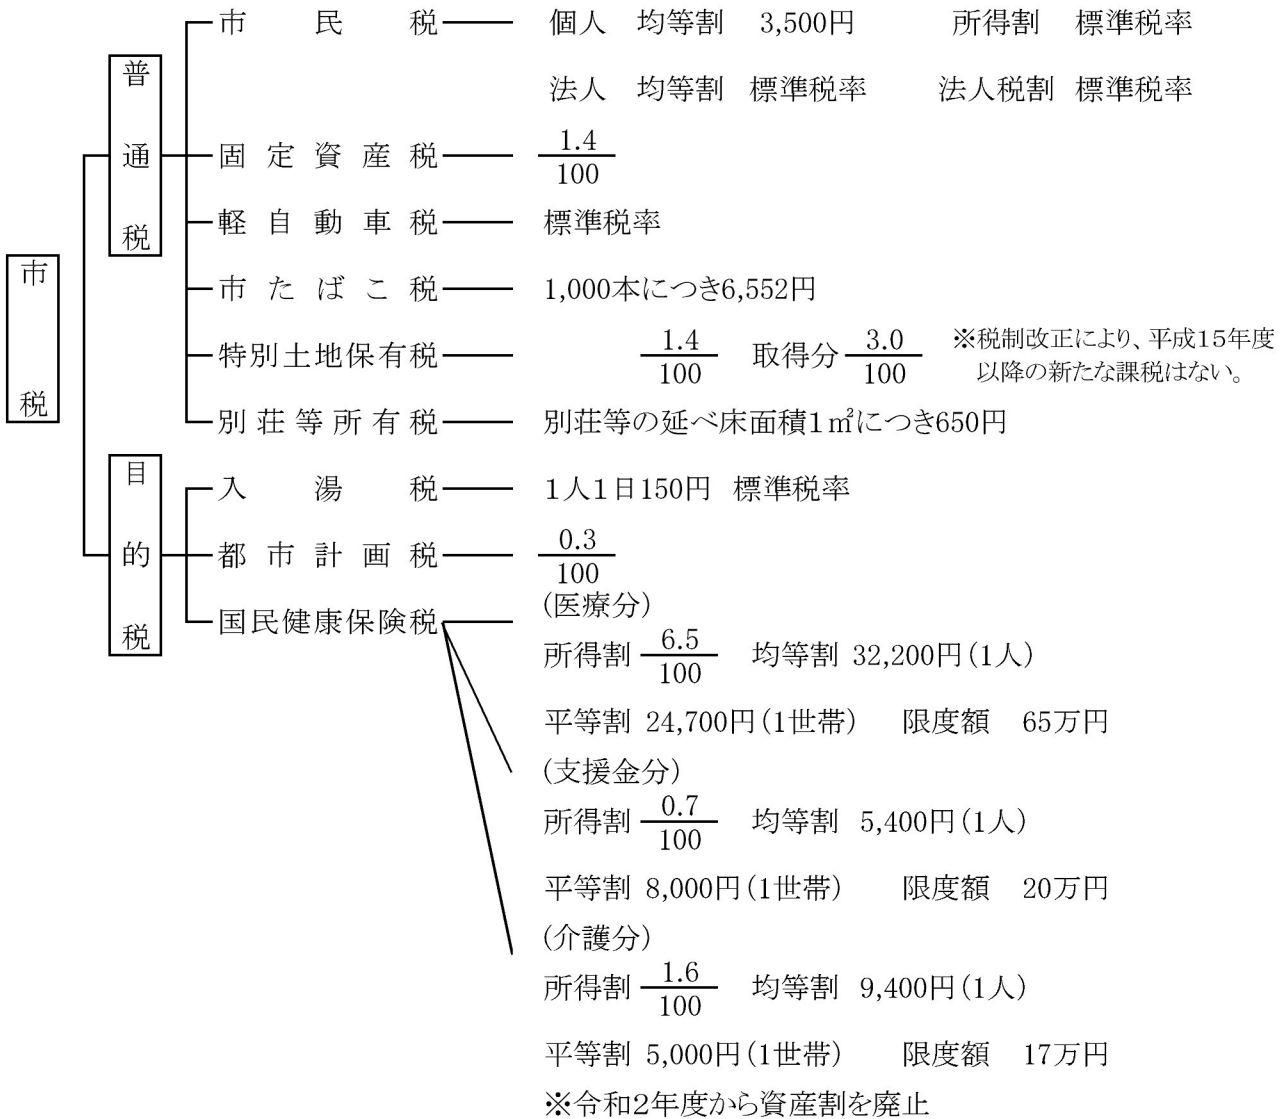 市税
普通税
市民税 個人 均等割 3,500円 所得割 標準税率
法人 均等割 標準税率 法人税割 標準税率
固定資産税 1.4/100
軽自動車税 標準税率
市たばこ税 1,000本につき6,552円
特別土地保有税 1.4/100 取得分 3.0/100 ※税制改正により、平成15年度
以降の新たな課税はない。
別荘等所有税 別荘等の延べ床面積1㎡につき650円
目的税
入湯税 1人1日150円 標準税率
都市計画税 0.3/100
国民健康保険税 (医療分)
所得割 6.5/100 均等割 32,200円(1人)
平等割 24,700円(1世帯) 限度額 65万円
(支援金分)
所得割 0.7/100 均等割 5,400円(1人)
平等割 8,000円(1世帯) 限度額 20万円
(介護分)
所得割 1.6/100 均等割 9,400円(1人)
平等割 5,000円(1世帯) 限度額 17万円
※令和2年度から資産割を廃止